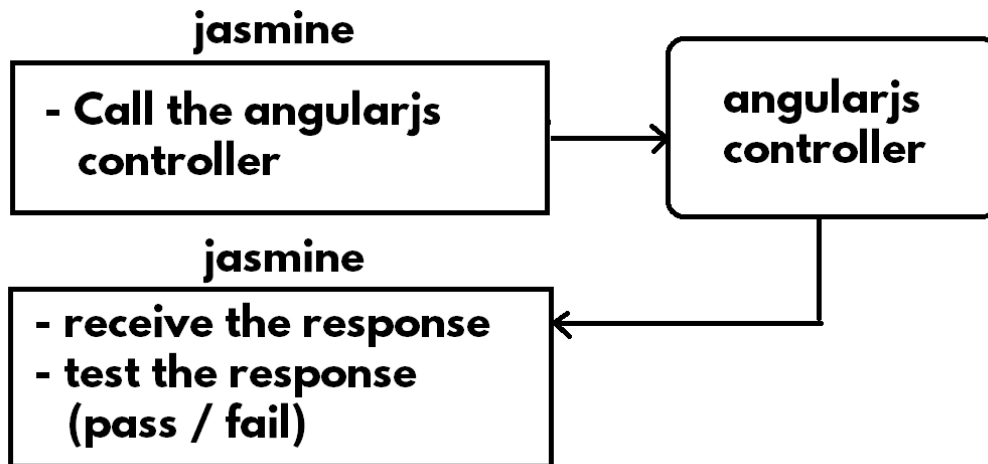 jasmine
- Call the angularjs
controller
angularjs
controller
jasmine
- receive the response
- test the response
(pass / fail)